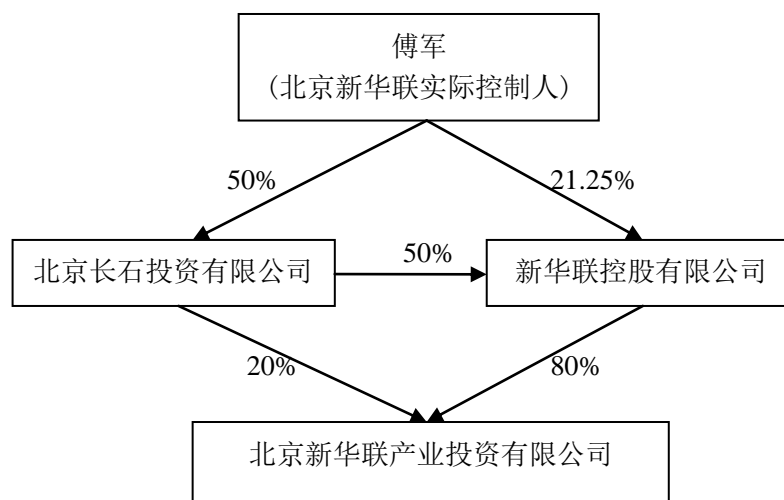 傅军
(北京新华联实际控制人)
50%
21.25%
北京长石投资有限公司
50%
新华联控股有限公司
20%
80%
北京新华联产业投资有限公司